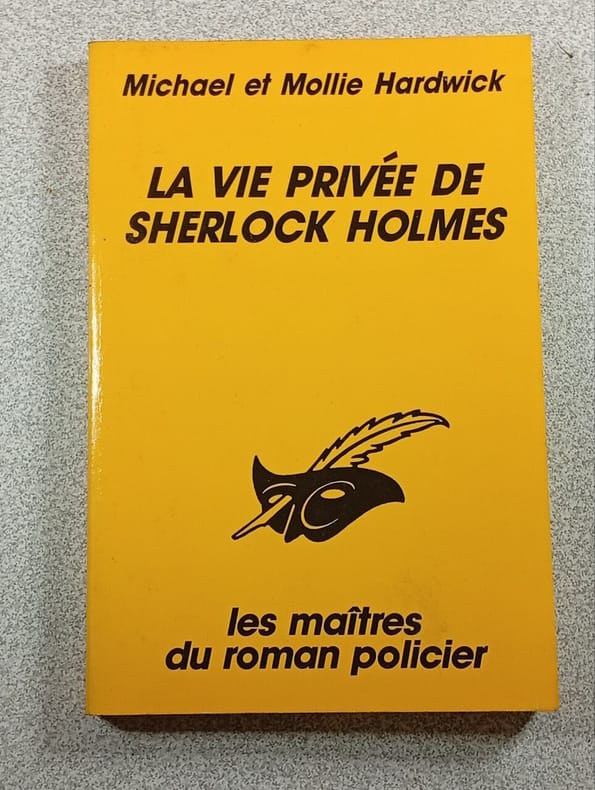 Michael et Mollie Hardwick
LA VIE PRIVÉE DE
SHERLOCK HOLMES
les maîtres
du roman policier